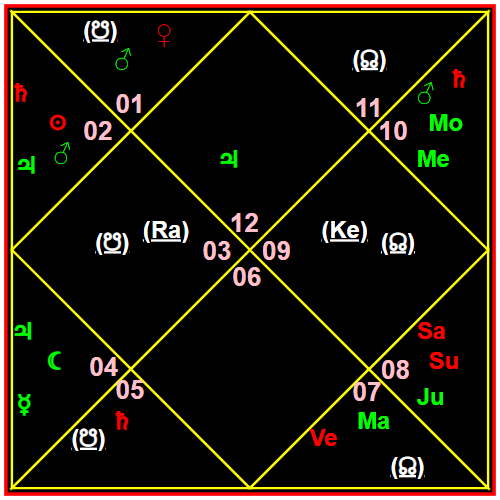 (☋) ♀
♂
(☊)
♄
01
☉
02
♂
♃
♃
11
10
♂ ♄
Mo
Me
(☋) (Ra)
12
03 09
06
(Ke) (☊)
♃
☾
☿
04
05
♄
(☋)
Sa
Su
08
07
Ju
Ma
Ve
(☊)